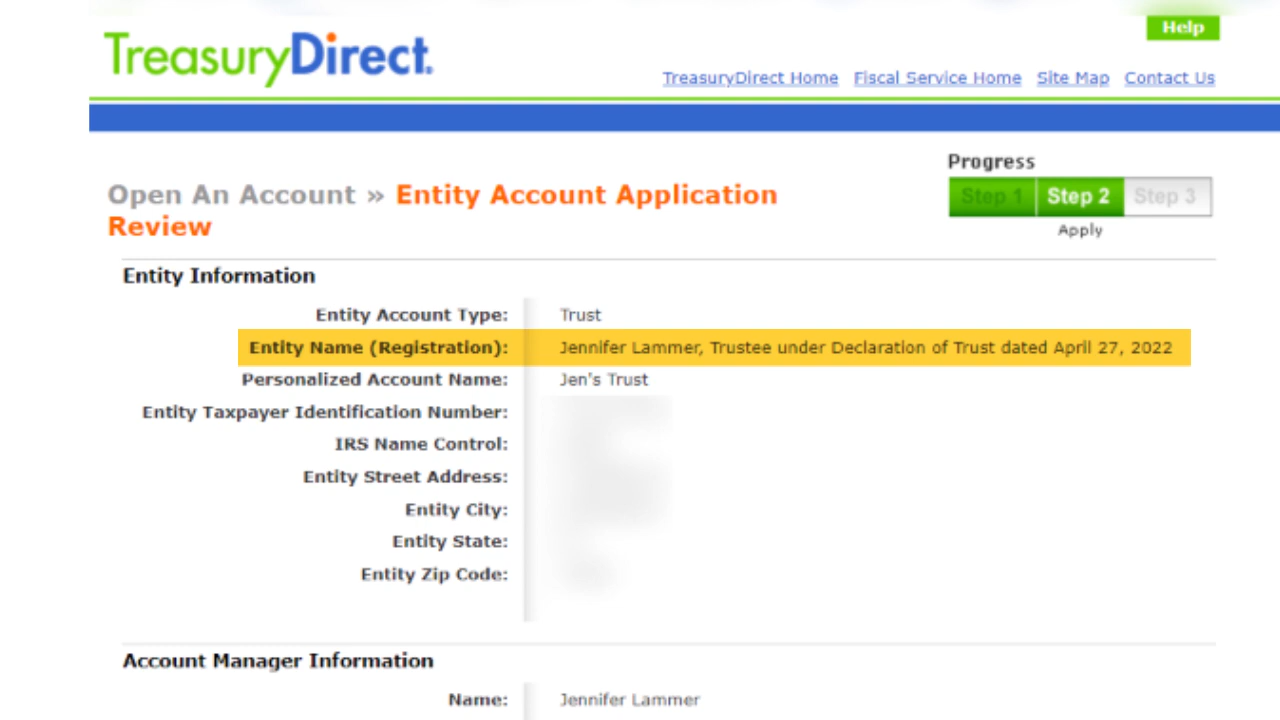 Help
TreasuryDirect.
TreasuryDirect Home Fiscal Service Home Site Map Contact Us
Progress
Open An Account » Entity Account Application
Review
Step 1 Step 2 Step 3
Apply
Entity Information
Entity Account Type: Trust
Entity Name (Registration): Jennifer Lammer, Trustee under Declaration of Trust dated April 27, 2022
Personalized Account Name: Jen's Trust
Entity Taxpayer Identification Number:
IRS Name Control:
Entity Street Address:
Entity City:
Entity State:
Entity Zip Code:
Account Manager Information
Name: Jennifer Lammer